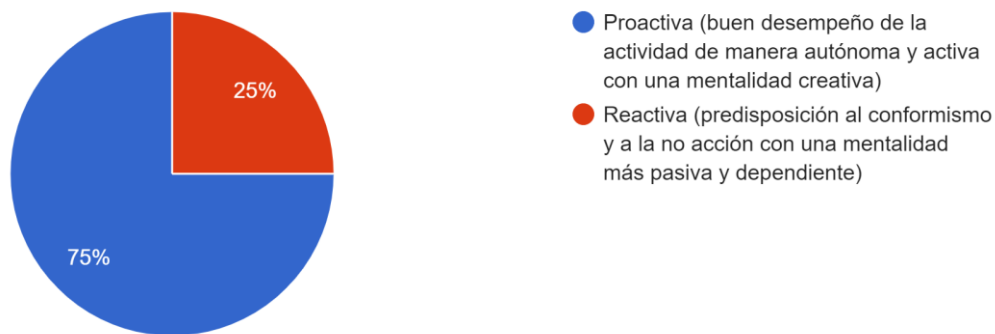 25%
75%
Proactiva (buen desempeño de la
actividad de manera autónoma y activa
con una mentalidad creativa)
Reactiva (predisposición al conformismo
y a la no acción con una mentalidad
más pasiva y dependiente)